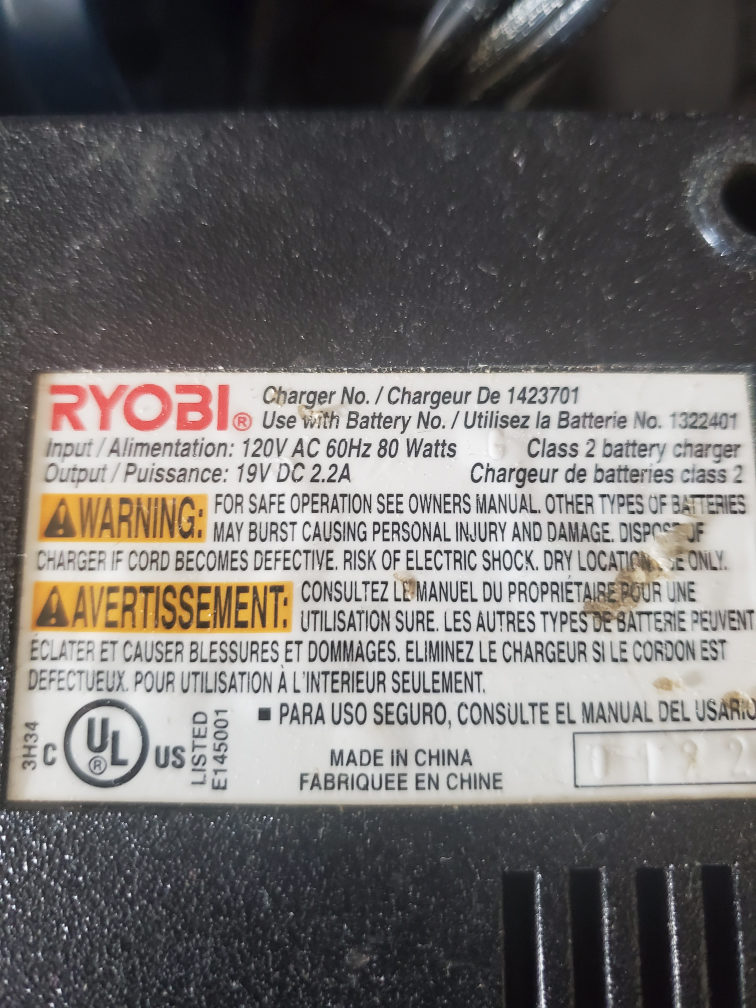 RYOBI®
Charger No. / Chargeur De 1423701
Use with Battery No. / Utilisez la Batterie No. 1322401
Input / Alimentation: 120V AC 60Hz 80 Watts Class 2 battery charger
Output / Puissance: 19V DC 2.2A Chargeur de batteries class 2
WARNING: FOR SAFE OPERATION SEE OWNERS MANUAL. OTHER TYPES OF BATTERIES
MAY BURST CAUSING PERSONAL INJURY AND DAMAGE. DISPOSE OF
CHARGER IF CORD BECOMES DEFECTIVE. RISK OF ELECTRIC SHOCK. DRY LOCATION USE ONLY.
AVERTISSEMENT: CONSULTEZ LE MANUEL DU PROPRIÉTAIRE POUR UNE
UTILISATION SURE. LES AUTRES TYPES DE BATTERIE PEUVENT
ÉCLATER ET CAUSER BLESSURES ET DOMMAGES. ELIMINEZ LE CHARGEUR SI LE CORDON EST
DEFECTUEUX. POUR UTILISATION À L'INTERIEUR SEULEMENT.
■ PARA USO SEGURO, CONSULTE EL MANUAL DEL USARIO
3H34
C UL® US
LISTED
E145001
MADE IN CHINA
FABRIQUEE EN CHINE